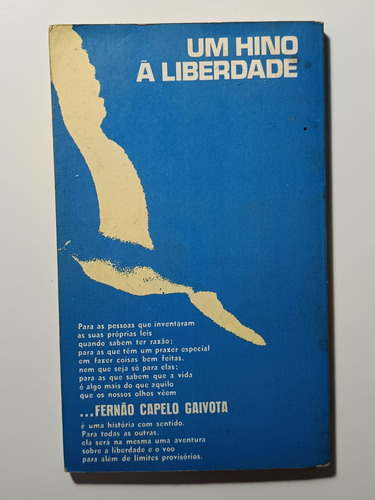 UM HINO
À LIBERDADE
Para as pessoas que inventaram
as suas próprias leis
quando sabem ter razão;
para as que têm um prazer especial
em fazer coisas bem feitas,
nem que seja só para elas;
para as que sabem que a vida
é algo mais do que aquilo
que os nossos olhos vêem
...FERNÃO CAPELO GAIVOTA
é uma história com sentido.
Para todas as outras,
ela será na mesma uma aventura
sobre a liberdade e o voo
para além de limites provisórios.